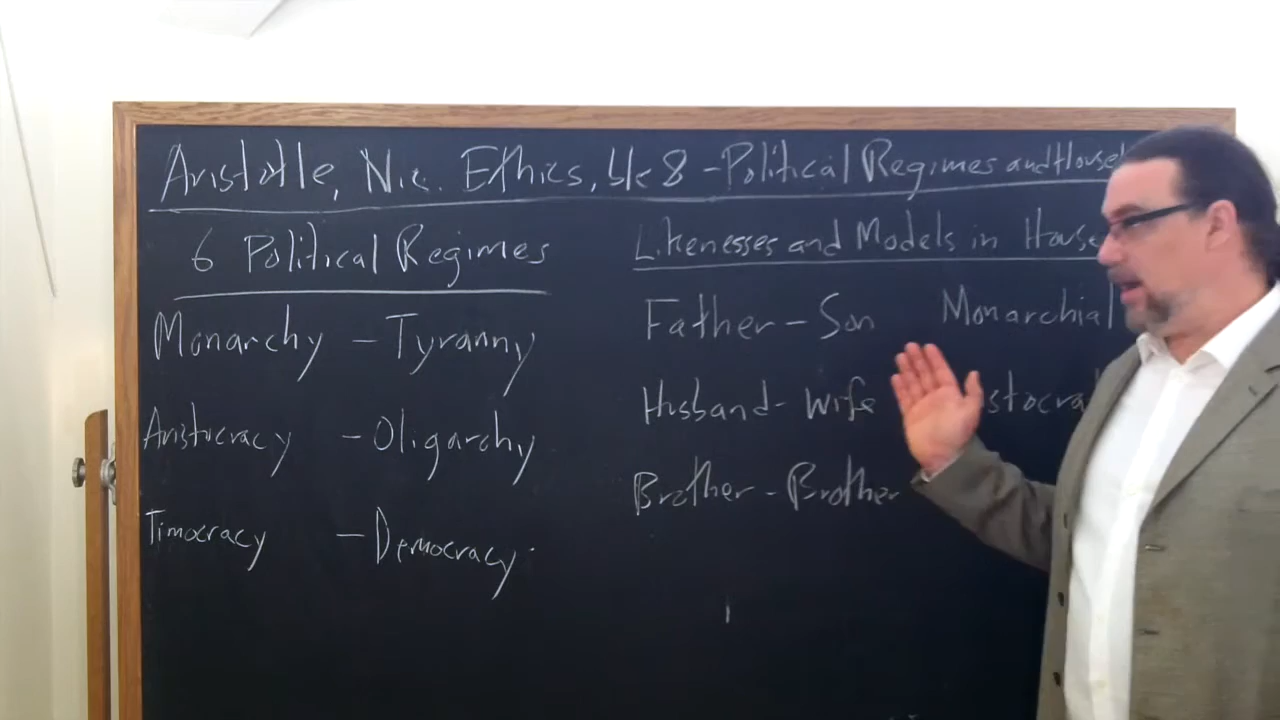 Aristotle, Nic. Ethics, bk 8 - Political Regimes and
6 Political Regimes
Monarchy - Tyranny
Aristocracy - Oligarchy
Timocracy - Democracy
Likenesses and Models in House
Father - Son Monarchial
Husband - Wife
Brother - Brother